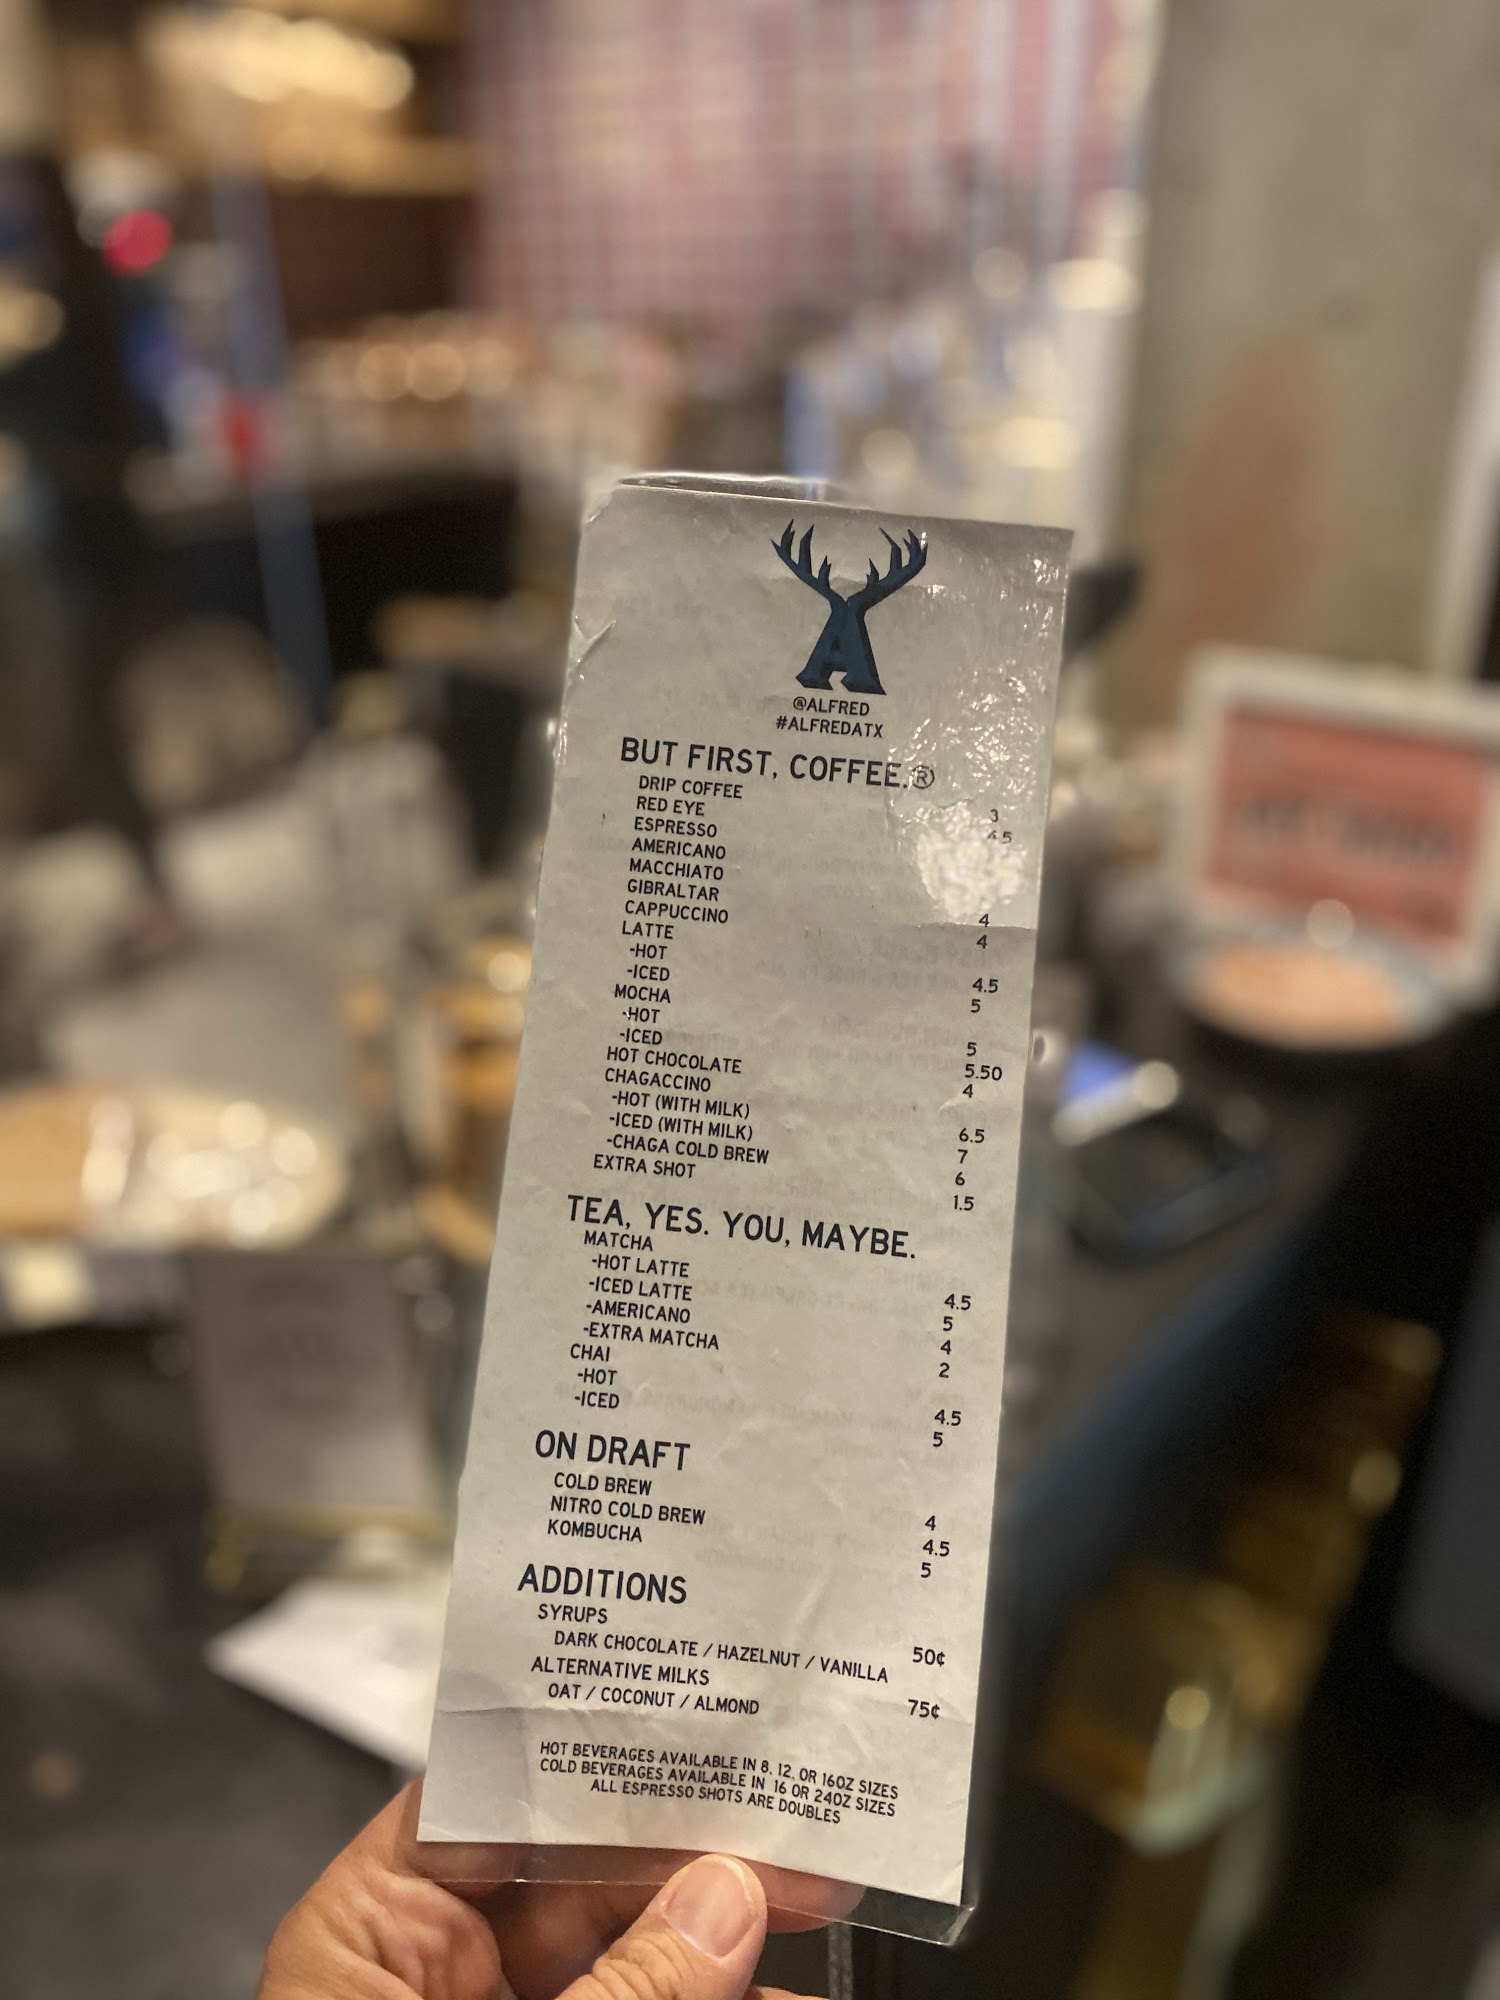 A
@ALFRED
#ALFREDATX
BUT FIRST, COFFEE.®
DRIP COFFEE 3
RED EYE 4.5
ESPRESSO
AMERICANO
MACCHIATO
GIBRALTAR 4
CAPPUCCINO 4
LATTE
-HOT 4.5
-ICED 5
MOCHA
-HOT 5
-ICED 5.50
HOT CHOCOLATE 4
CHAGACCINO
-HOT (WITH MILK) 6.5
-ICED (WITH MILK) 7
-CHAGA COLD BREW 6
EXTRA SHOT 1.5
TEA, YES. YOU, MAYBE.
MATCHA
-HOT LATTE 4.5
-ICED LATTE 5
-AMERICANO 4
-EXTRA MATCHA 2
CHAI
-HOT 4.5
-ICED 5
ON DRAFT
COLD BREW 4
NITRO COLD BREW 4.5
KOMBUCHA 5
ADDITIONS
SYRUPS
DARK CHOCOLATE / HAZELNUT / VANILLA 50¢
ALTERNATIVE MILKS
OAT / COCONUT / ALMOND 75¢
HOT BEVERAGES AVAILABLE IN 8, 12, OR 16OZ SIZES
COLD BEVERAGES AVAILABLE IN 16 OR 24OZ SIZES
ALL ESPRESSO SHOTS ARE DOUBLES